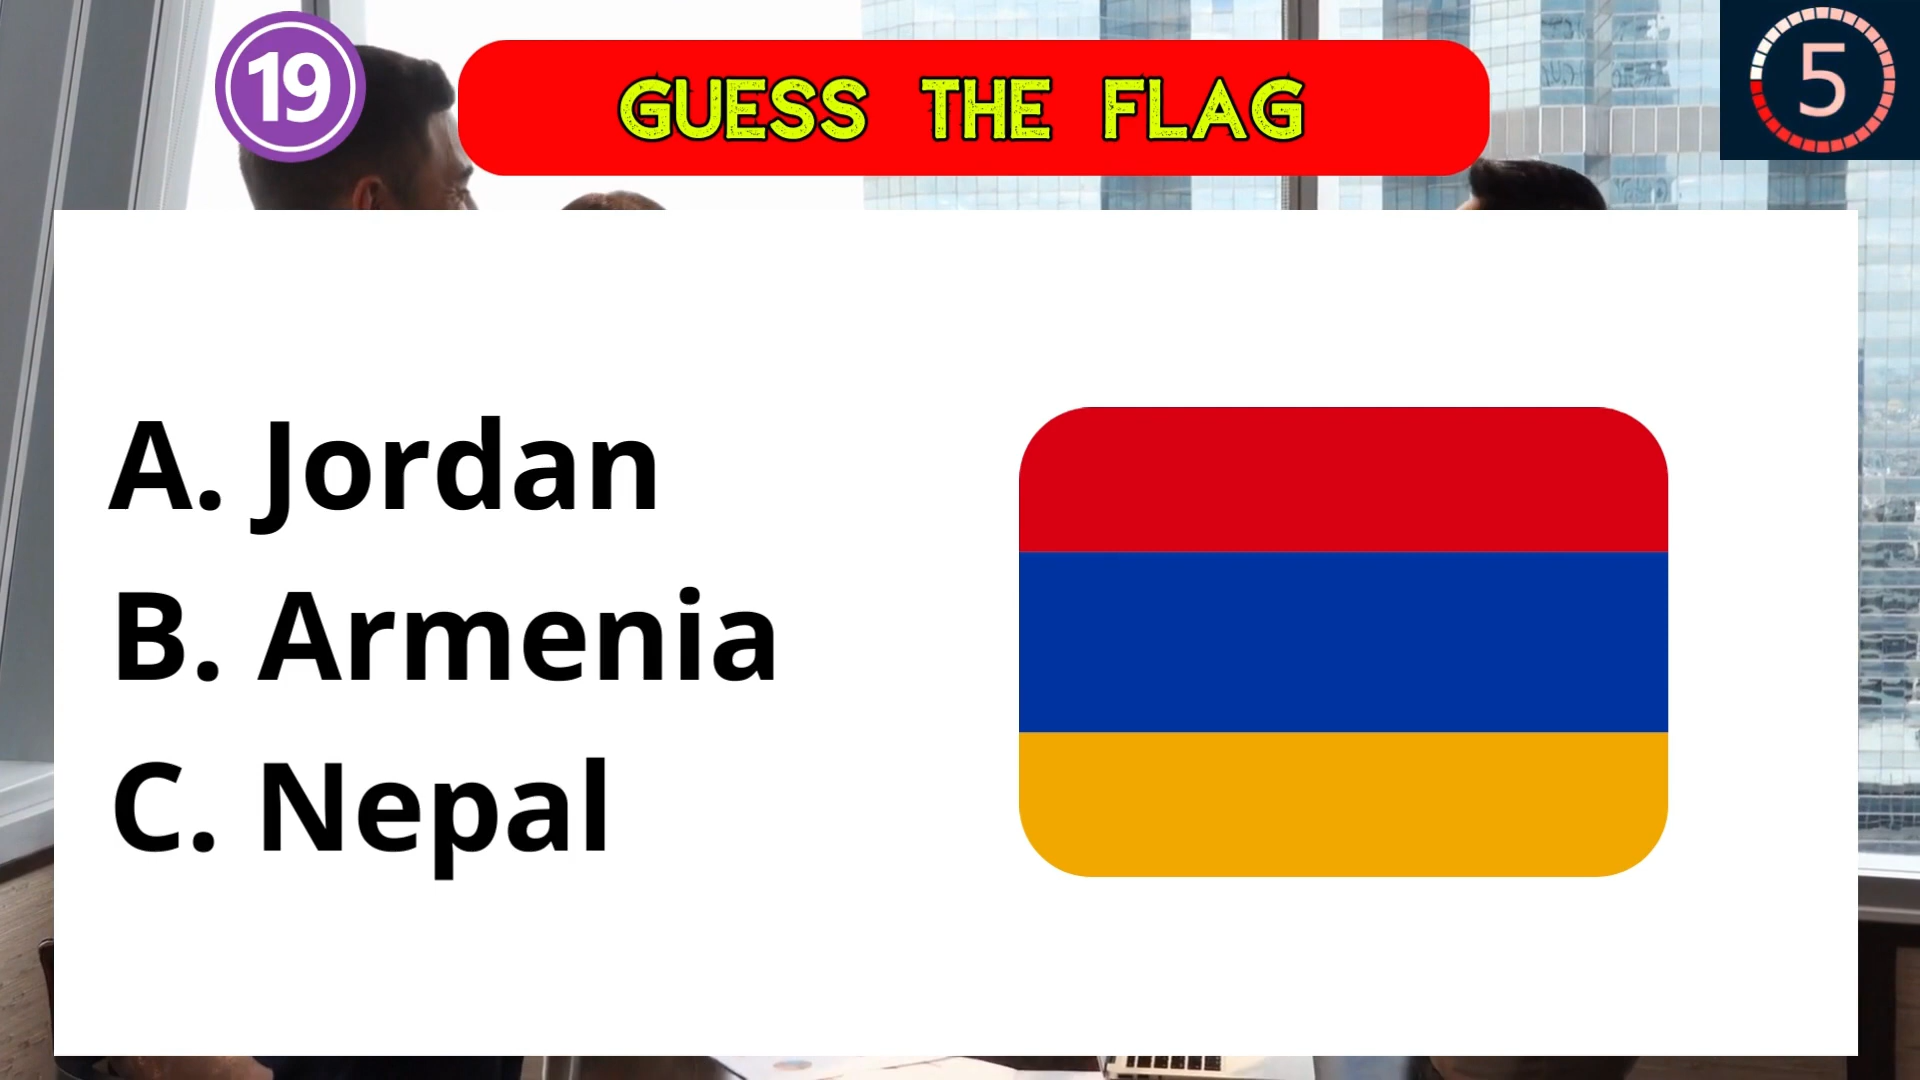 19
GUESS THE FLAG
5
A. Jordan
B. Armenia
C. Nepal